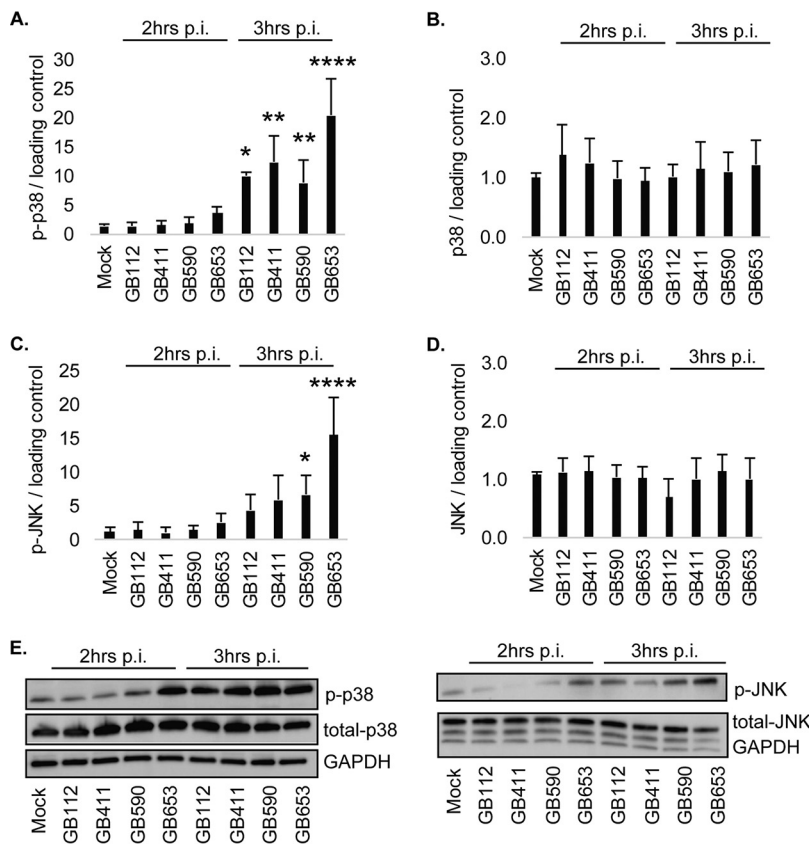 A.
2hrs p.i. 3hrs p.i.
p-p38 / loading control
30
25
20
15
10
5
0
* ** ** ****
Mock GB112 GB411 GB590 GB653 GB112 GB411 GB590 GB653
B.
2hrs p.i. 3hrs p.i.
p38 / loading control
3.0
2.0
1.0
0.0
Mock GB112 GB411 GB590 GB653 GB112 GB411 GB590 GB653
C.
2hrs p.i. 3hrs p.i.
p-JNK / loading control
25
20
15
10
5
0
* ****
Mock GB112 GB411 GB590 GB653 GB112 GB411 GB590 GB653
D.
2hrs p.i. 3hrs p.i.
JNK / loading control
3.0
2.0
1.0
0.0
Mock GB112 GB411 GB590 GB653 GB112 GB411 GB590 GB653
E.
2hrs p.i. 3hrs p.i.
p-p38
total-p38
GAPDH
Mock GB112 GB411 GB590 GB653 GB112 GB411 GB590 GB653
2hrs p.i. 3hrs p.i.
p-JNK
total-JNK
GAPDH
Mock GB112 GB411 GB590 GB653 GB112 GB411 GB590 GB653